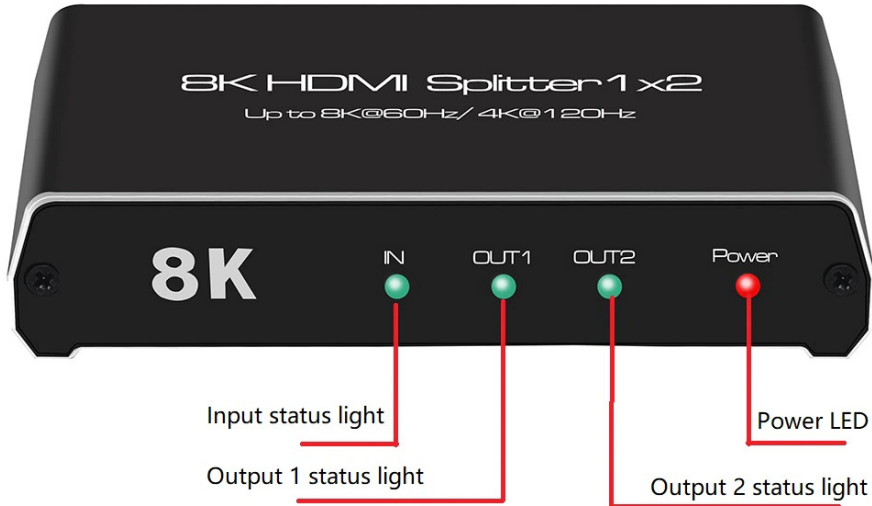 8K HDMI Splitter 1x2
Up to 8K@60Hz/ 4K@120Hz
8K
IN
OUT1
OUT2
Power
Input status light
Power LED
Output 1 status light
Output 2 status light